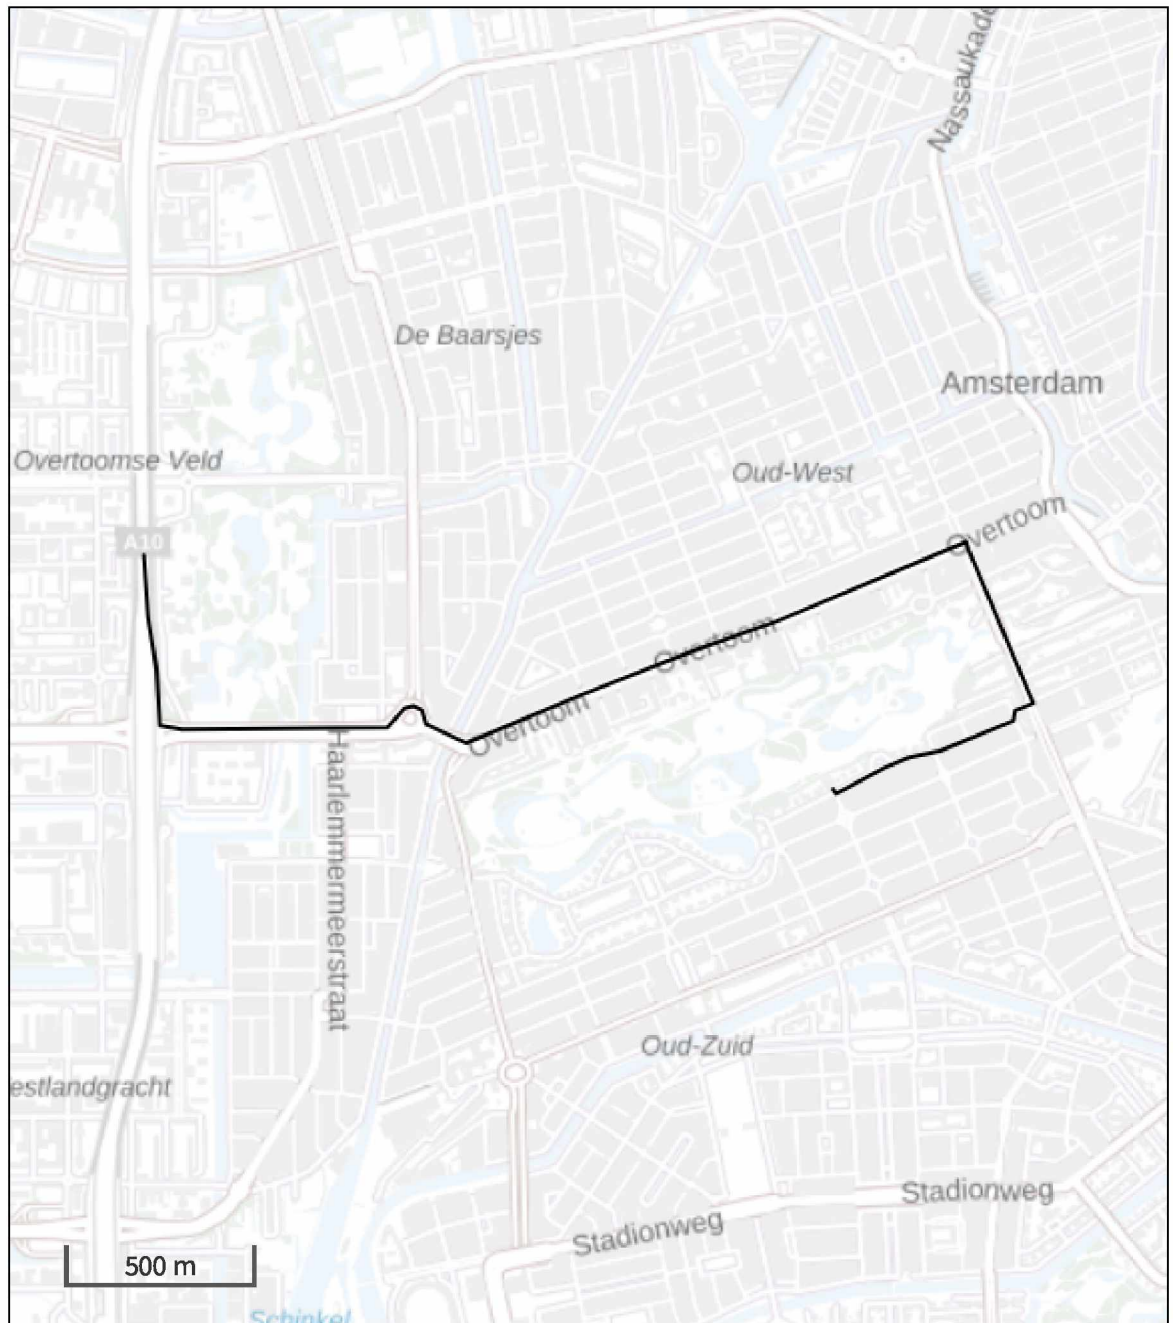 Nassaukade
De Baarsjes
Amsterdam
Overtoomse Veld
Oud-West
Overtoom
A10
Overtoom
Overtoom
Haarlemmermeerstraat
Oud-Zuid
estlandgracht
Stadionweg
Stadionweg
500 m
Schinkel